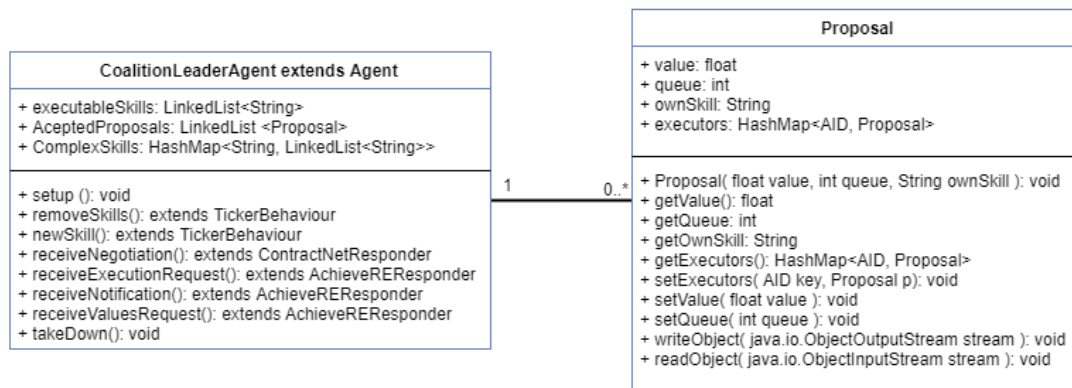 CoalitionLeaderAgent extends Agent
+ executableSkills: LinkedList<String>
+ AceptedProposals: LinkedList <Proposal>
+ ComplexSkills: HashMap<String, LinkedList<String>>
+ setup (): void
+ removeSkills(): extends TickerBehaviour
+ newSkill(): extends TickerBehaviour
+ receiveNegotiation(): extends ContractNetResponder
+ receiveExecutionRequest(): extends AchieveREResponder
+ receiveNotification(): extends AchieveREResponder
+ receiveValuesRequest(): extends AchieveREResponder
+ takeDown(): void
1
0..*
Proposal
+ value: float
+ queue: int
+ ownSkill: String
+ executors: HashMap<AID, Proposal>
+ Proposal( float value, int queue, String ownSkill ): void
+ getValue(): float
+ getQueue: int
+ getOwnSkill: String
+ getExecutors(): HashMap<AID, Proposal>
+ setExecutors( AID key, Proposal p): void
+ setValue( float value ): void
+ setQueue( int queue ): void
+ writeObject( java.io.ObjectOutputStream stream ): void
+ readObject( java.io.ObjectInputStream stream ): void